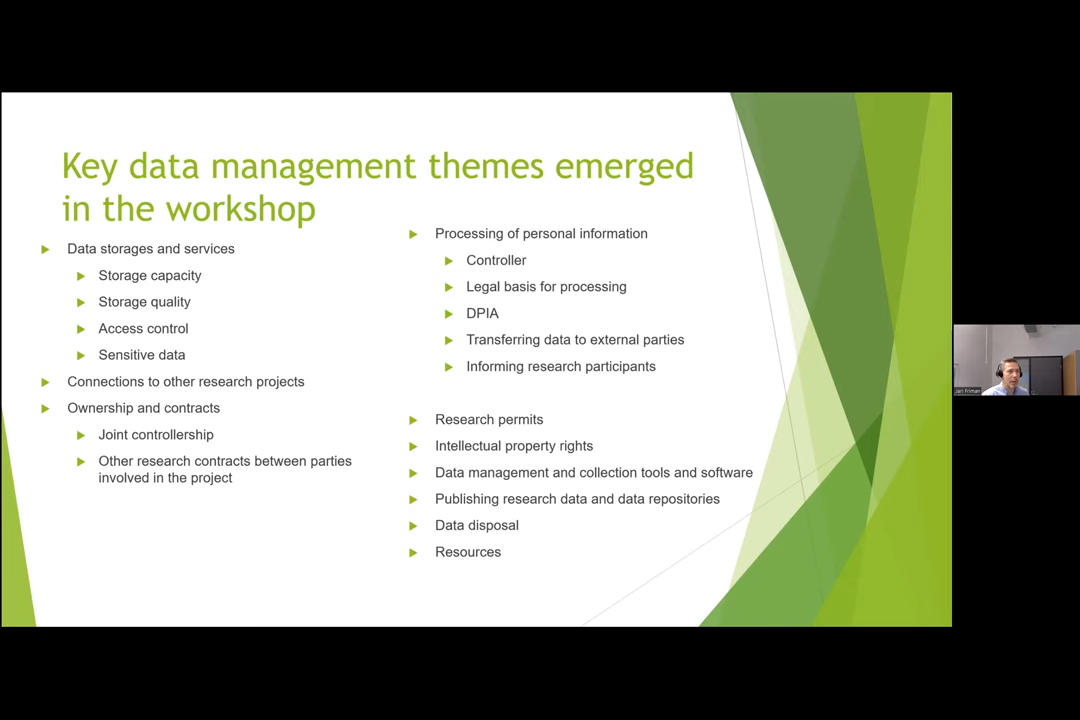 Key data management themes emerged
in the workshop
Data storages and services
Storage capacity
Storage quality
Access control
Sensitive data
Connections to other research projects
Ownership and contracts
Joint controllership
Other research contracts between parties
involved in the project
Processing of personal information
Controller
Legal basis for processing
DPIA
Transferring data to external parties
Informing research participants
Research permits
Intellectual property rights
Data management and collection tools and software
Publishing research data and data repositories
Data disposal
Resources
Jari Friman